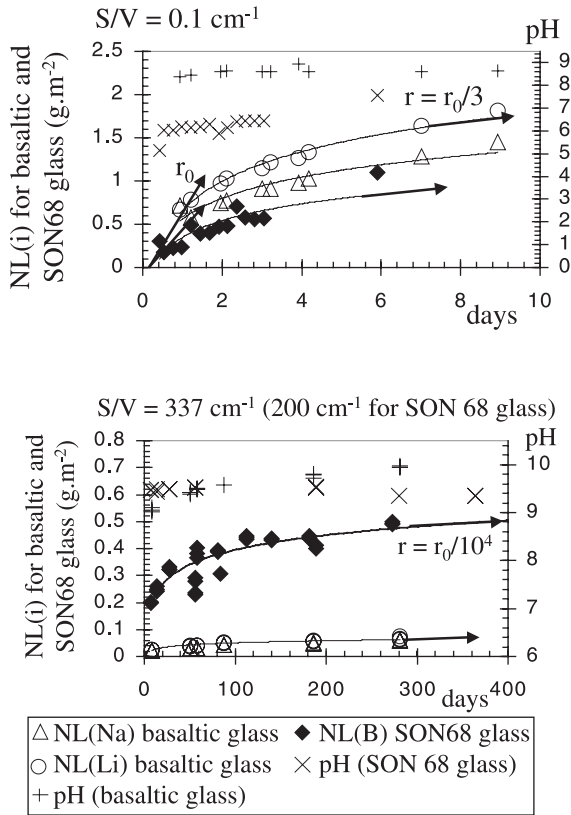 S/V = 0.1 cm⁻¹
pH
NL(i) for basaltic and
SON68 glass (g.m⁻²)
2.5
2
1.5
1
0.5
0
9
8
7
6
5
4
3
2
1
0
r = r₀/3
r₀
0 2 4 6 8 10
days
S/V = 337 cm⁻¹ (200 cm⁻¹ for SON 68 glass)
pH
NL(i) for basaltic and
SON68 glass (g.m⁻²)
0.8
0.7
0.6
0.5
0.4
0.3
0.2
0.1
0
10
9
8
7
6
r = r₀/10⁴
0 100 200 300 400
days
NL(Na) basaltic glass
NL(B) SON68 glass
NL(Li) basaltic glass
pH (SON 68 glass)
pH (basaltic glass)